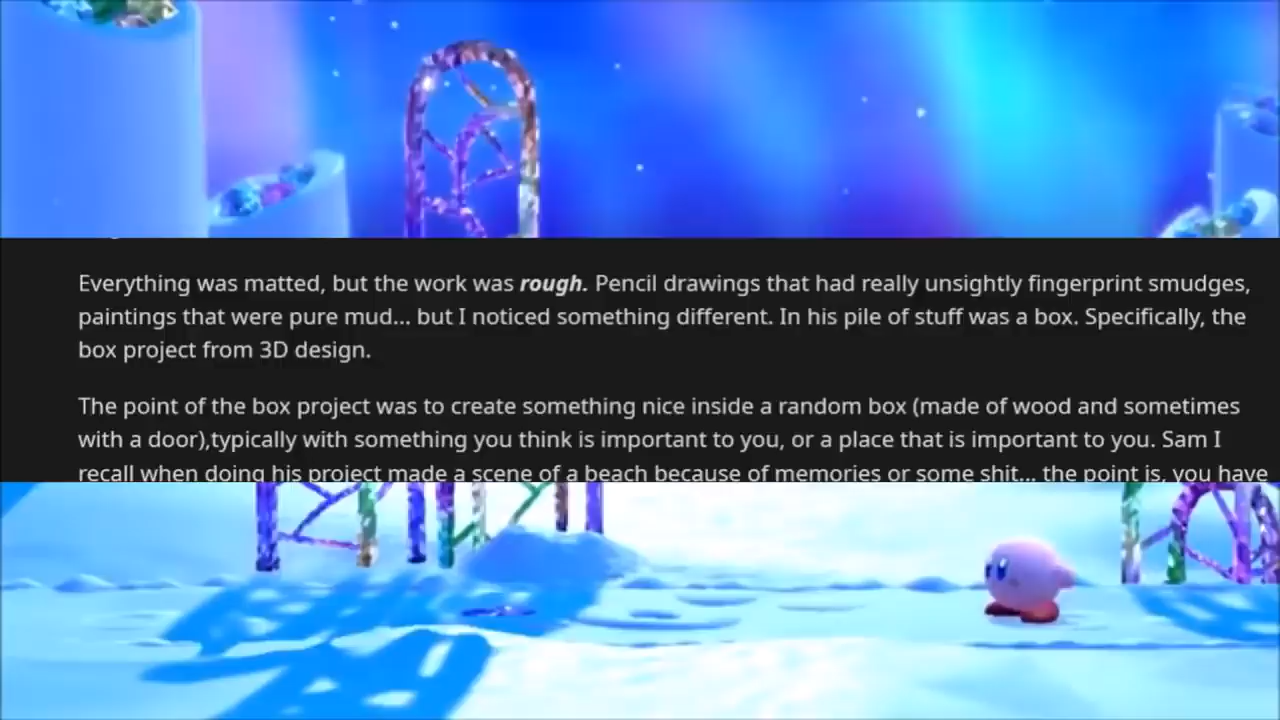 Everything was matted, but the work was rough. Pencil drawings that had really unsightly fingerprint smudges,
paintings that were pure mud... but I noticed something different. In his pile of stuff was a box. Specifically, the
box project from 3D design.
The point of the box project was to create something nice inside a random box (made of wood and sometimes
with a door),typically with something you think is important to you, or a place that is important to you. Sam I
recall when doing his project made a scene of a beach because of memories or some shit... the point is, you have